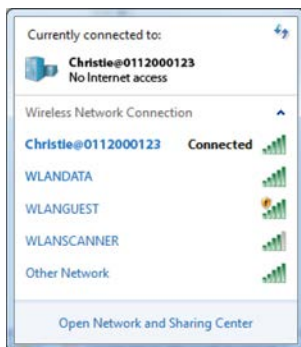 Currently connected to:
Christie@0112000123
No Internet access
Wireless Network Connection
Christie@0112000123 Connected
WLANDATA
WLANGUEST
WLANSCANNER
Other Network
Open Network and Sharing Center